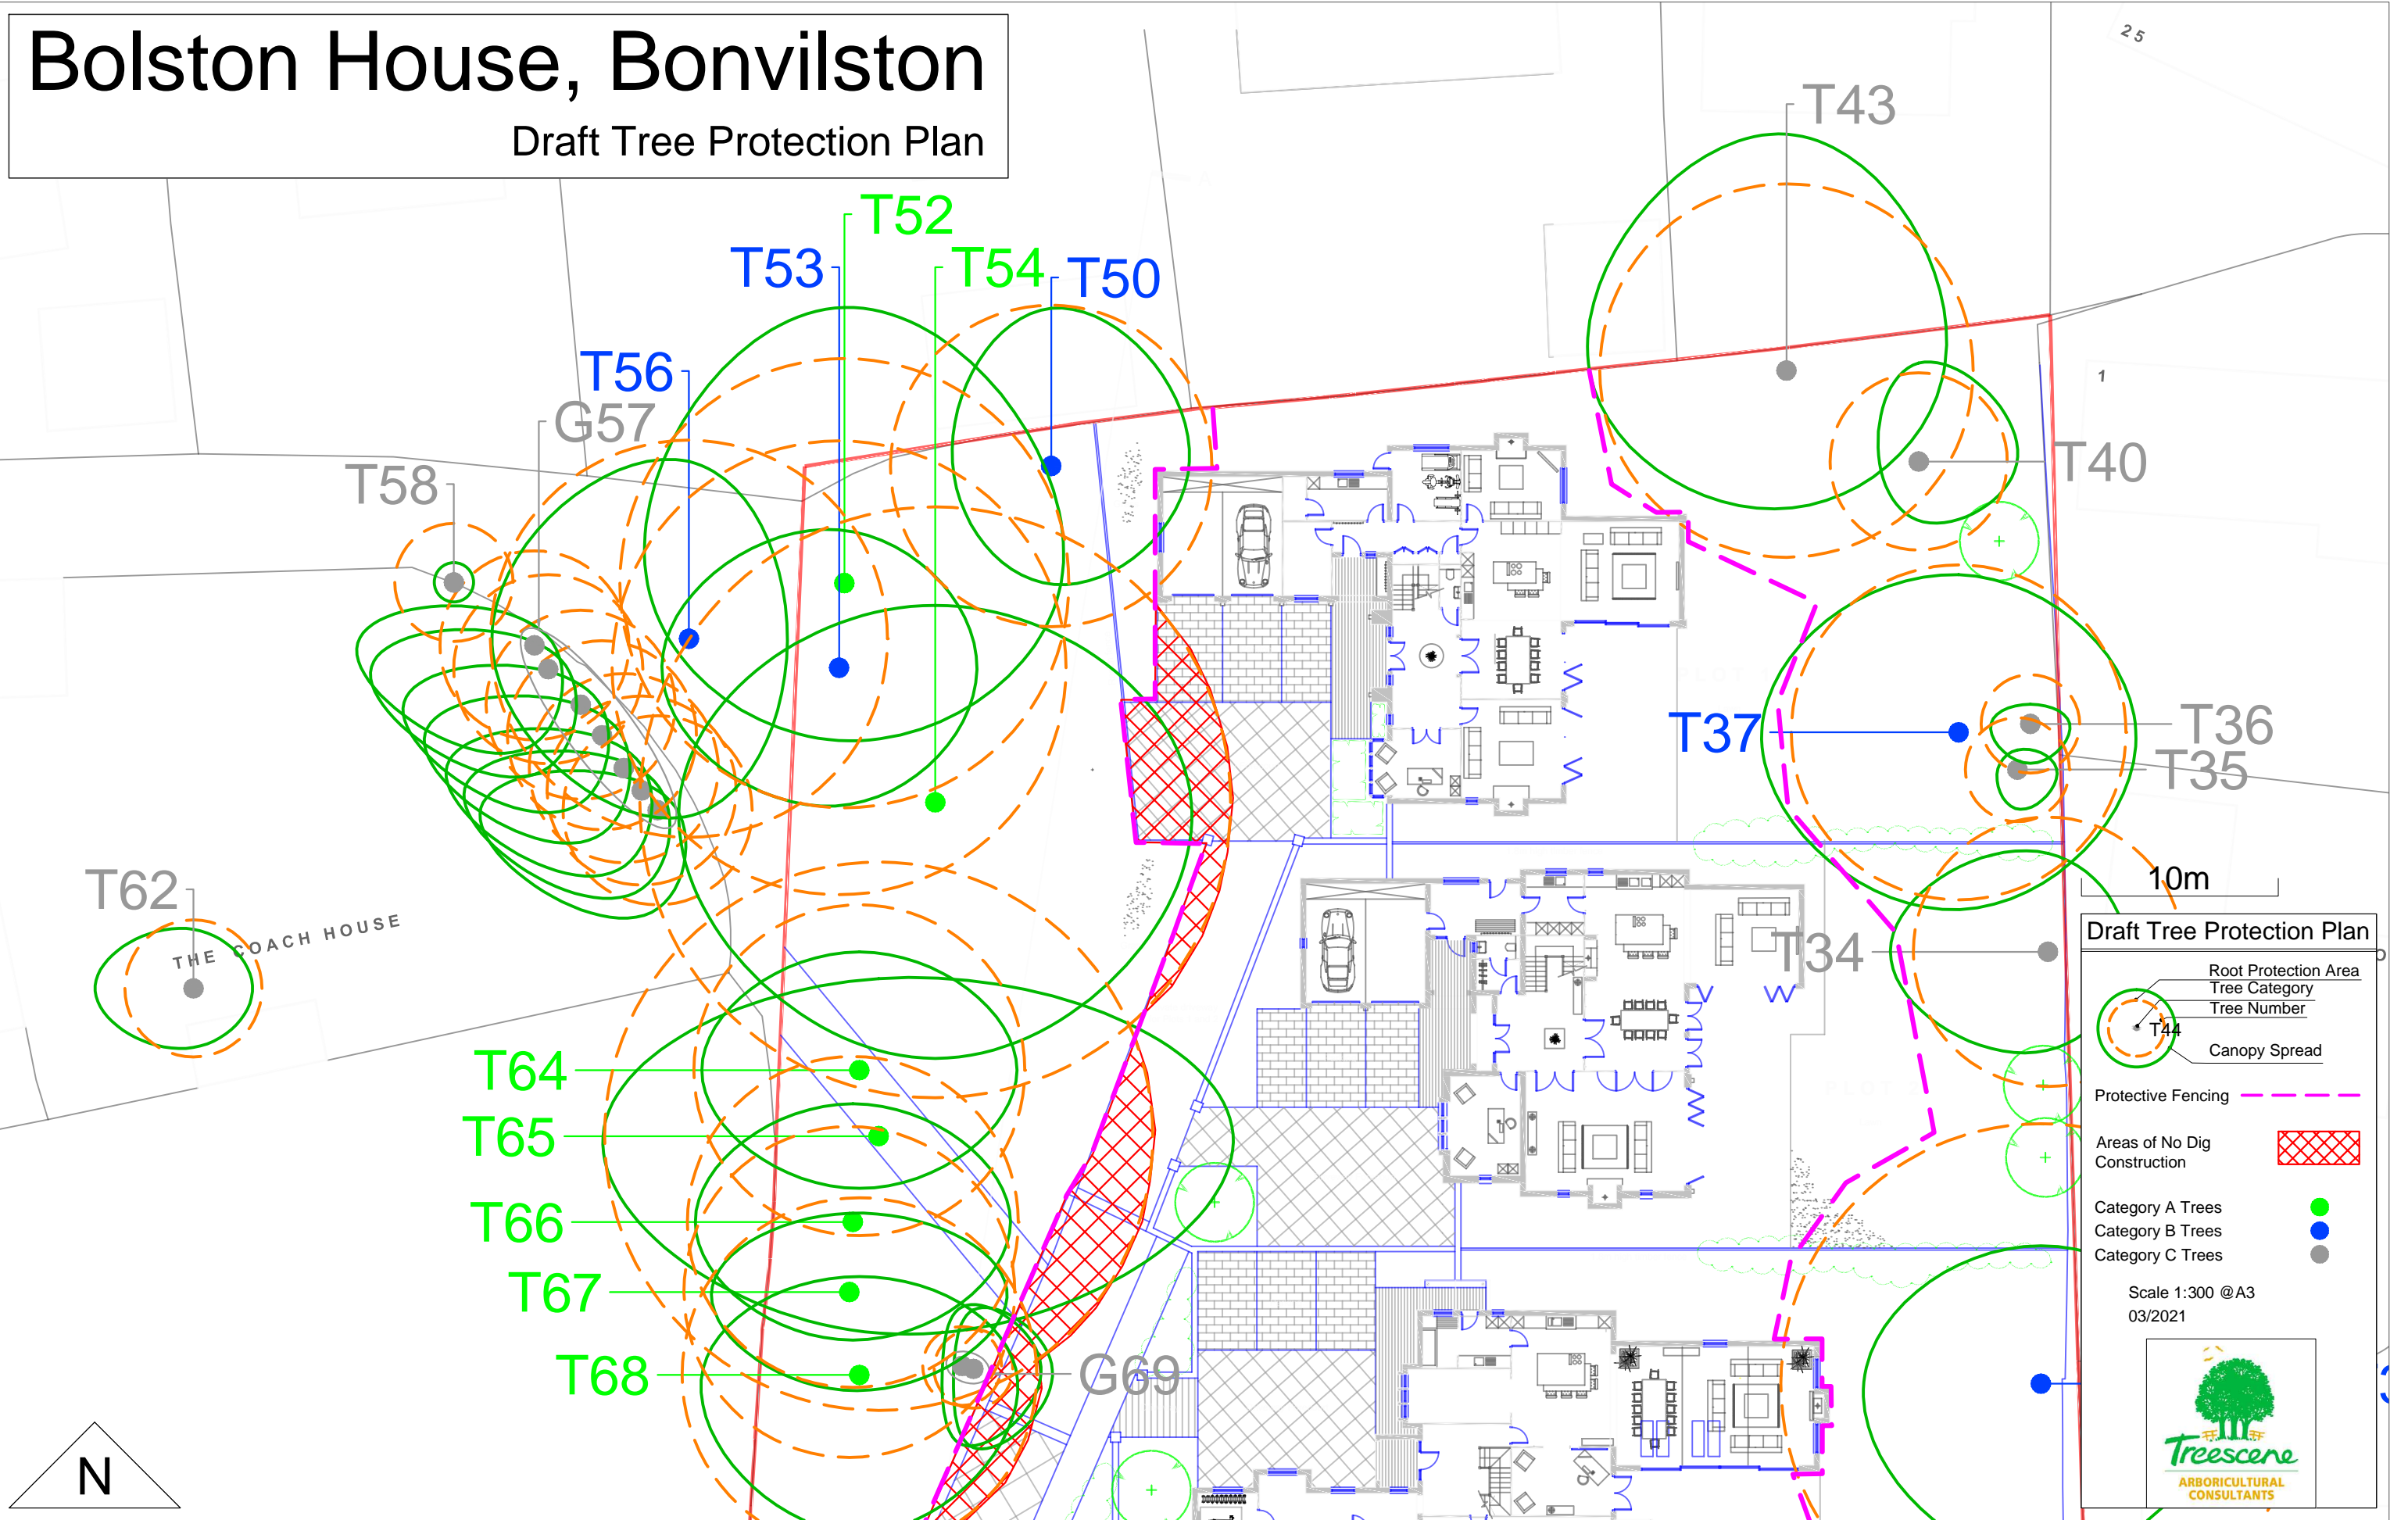 Bolston House, Bonvilston
Draft Tree Protection Plan
25
T43
T52
T53
T54
T50
T56
1
G57
T40
T58
T37
T36
T35
T62
10m
THE COACH HOUSE
T34
Draft Tree Protection Plan
Root Protection Area
Tree Category
Tree Number
T44
Canopy Spread
T64
Protective Fencing
T65
Areas of No Dig
Construction
T66
Category A Trees
Category B Trees
Category C Trees
T67
Scale 1:300 @A3
03/2021
T68
G69
Treescene
ARBORICULTURAL
CONSULTANTS
N